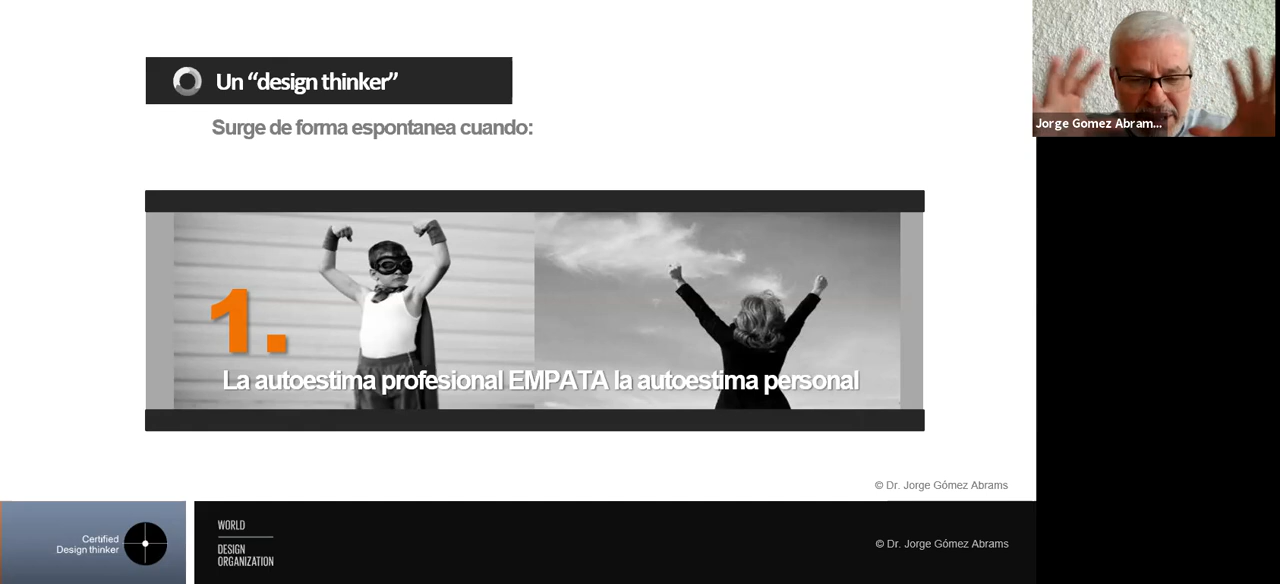 Un “design thinker”
Surge de forma espontanea cuando:
Jorge Gomez Abram...
1.
La autoestima profesional EMPATA la autoestima personal
© Dr. Jorge Gómez Abrams
Certified
Design thinker
WORLD
DESIGN
ORGANIZATION
© Dr. Jorge Gómez Abrams